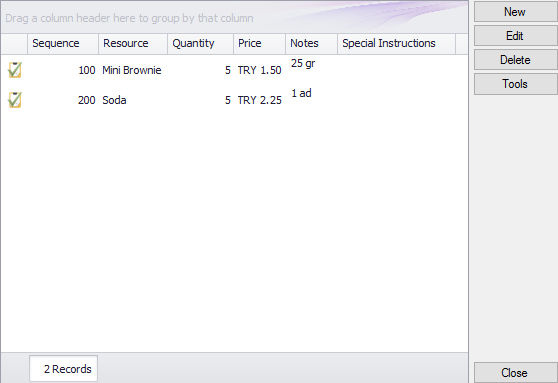 Drag a column header here to group by that column
Sequence Resource Quantity Price Notes Special Instructions
100 Mini Brownie 5 TRY 1.50 25 gr
200 Soda 5 TRY 2.25 1 ad
2 Records
New
Edit
Delete
Tools
Close